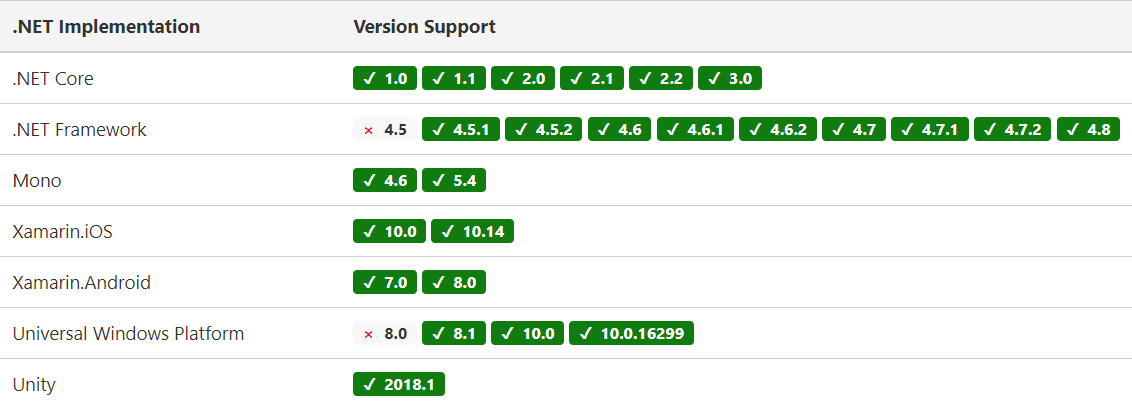 .NET Implementation Version Support
.NET Core ✓ 1.0 ✓ 1.1 ✓ 2.0 ✓ 2.1 ✓ 2.2 ✓ 3.0
.NET Framework × 4.5 ✓ 4.5.1 ✓ 4.5.2 ✓ 4.6 ✓ 4.6.1 ✓ 4.6.2 ✓ 4.7 ✓ 4.7.1 ✓ 4.7.2 ✓ 4.8
Mono ✓ 4.6 ✓ 5.4
Xamarin.iOS ✓ 10.0 ✓ 10.14
Xamarin.Android ✓ 7.0 ✓ 8.0
Universal Windows Platform × 8.0 ✓ 8.1 ✓ 10.0 ✓ 10.0.16299
Unity ✓ 2018.1